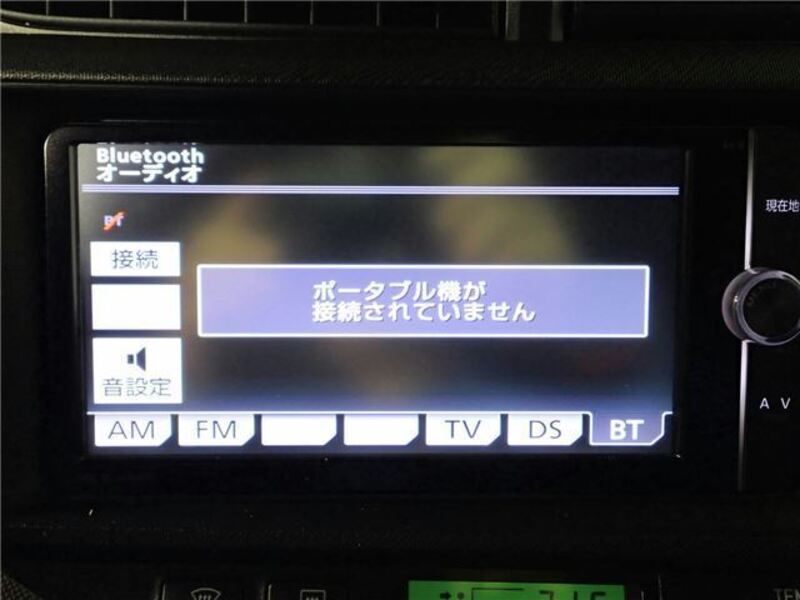 Bluetooth
オーディオ
BT
接続
ポータブル機が
接続されていません
音設定
AM FM TV DS BT
現在地
A V